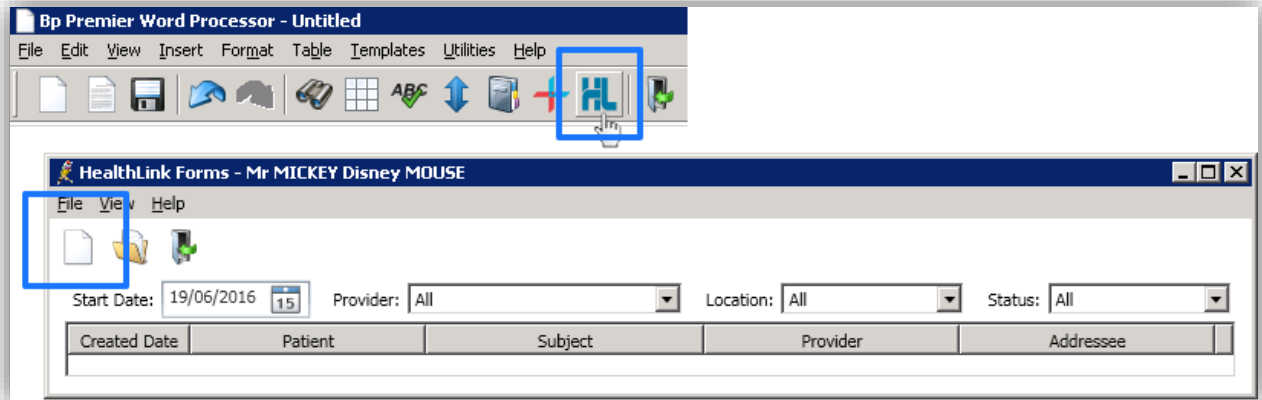 Bp Premier Word Processor - Untitled
File Edit View Insert Format Table Templates Utilities Help
ABC HL
HealthLink Forms - Mr MICKEY Disney MOUSE
File View Help
Start Date: 19/06/2016 15 Provider: All Location: All Status: All
Created Date Patient Subject Provider Addressee